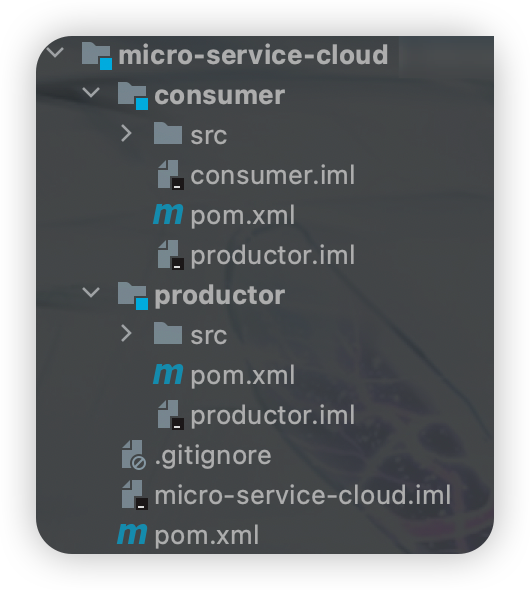 micro-service-cloud
consumer
src
consumer.iml
pom.xml
productor.iml
productor
src
pom.xml
productor.iml
.gitignore
micro-service-cloud.iml
pom.xml